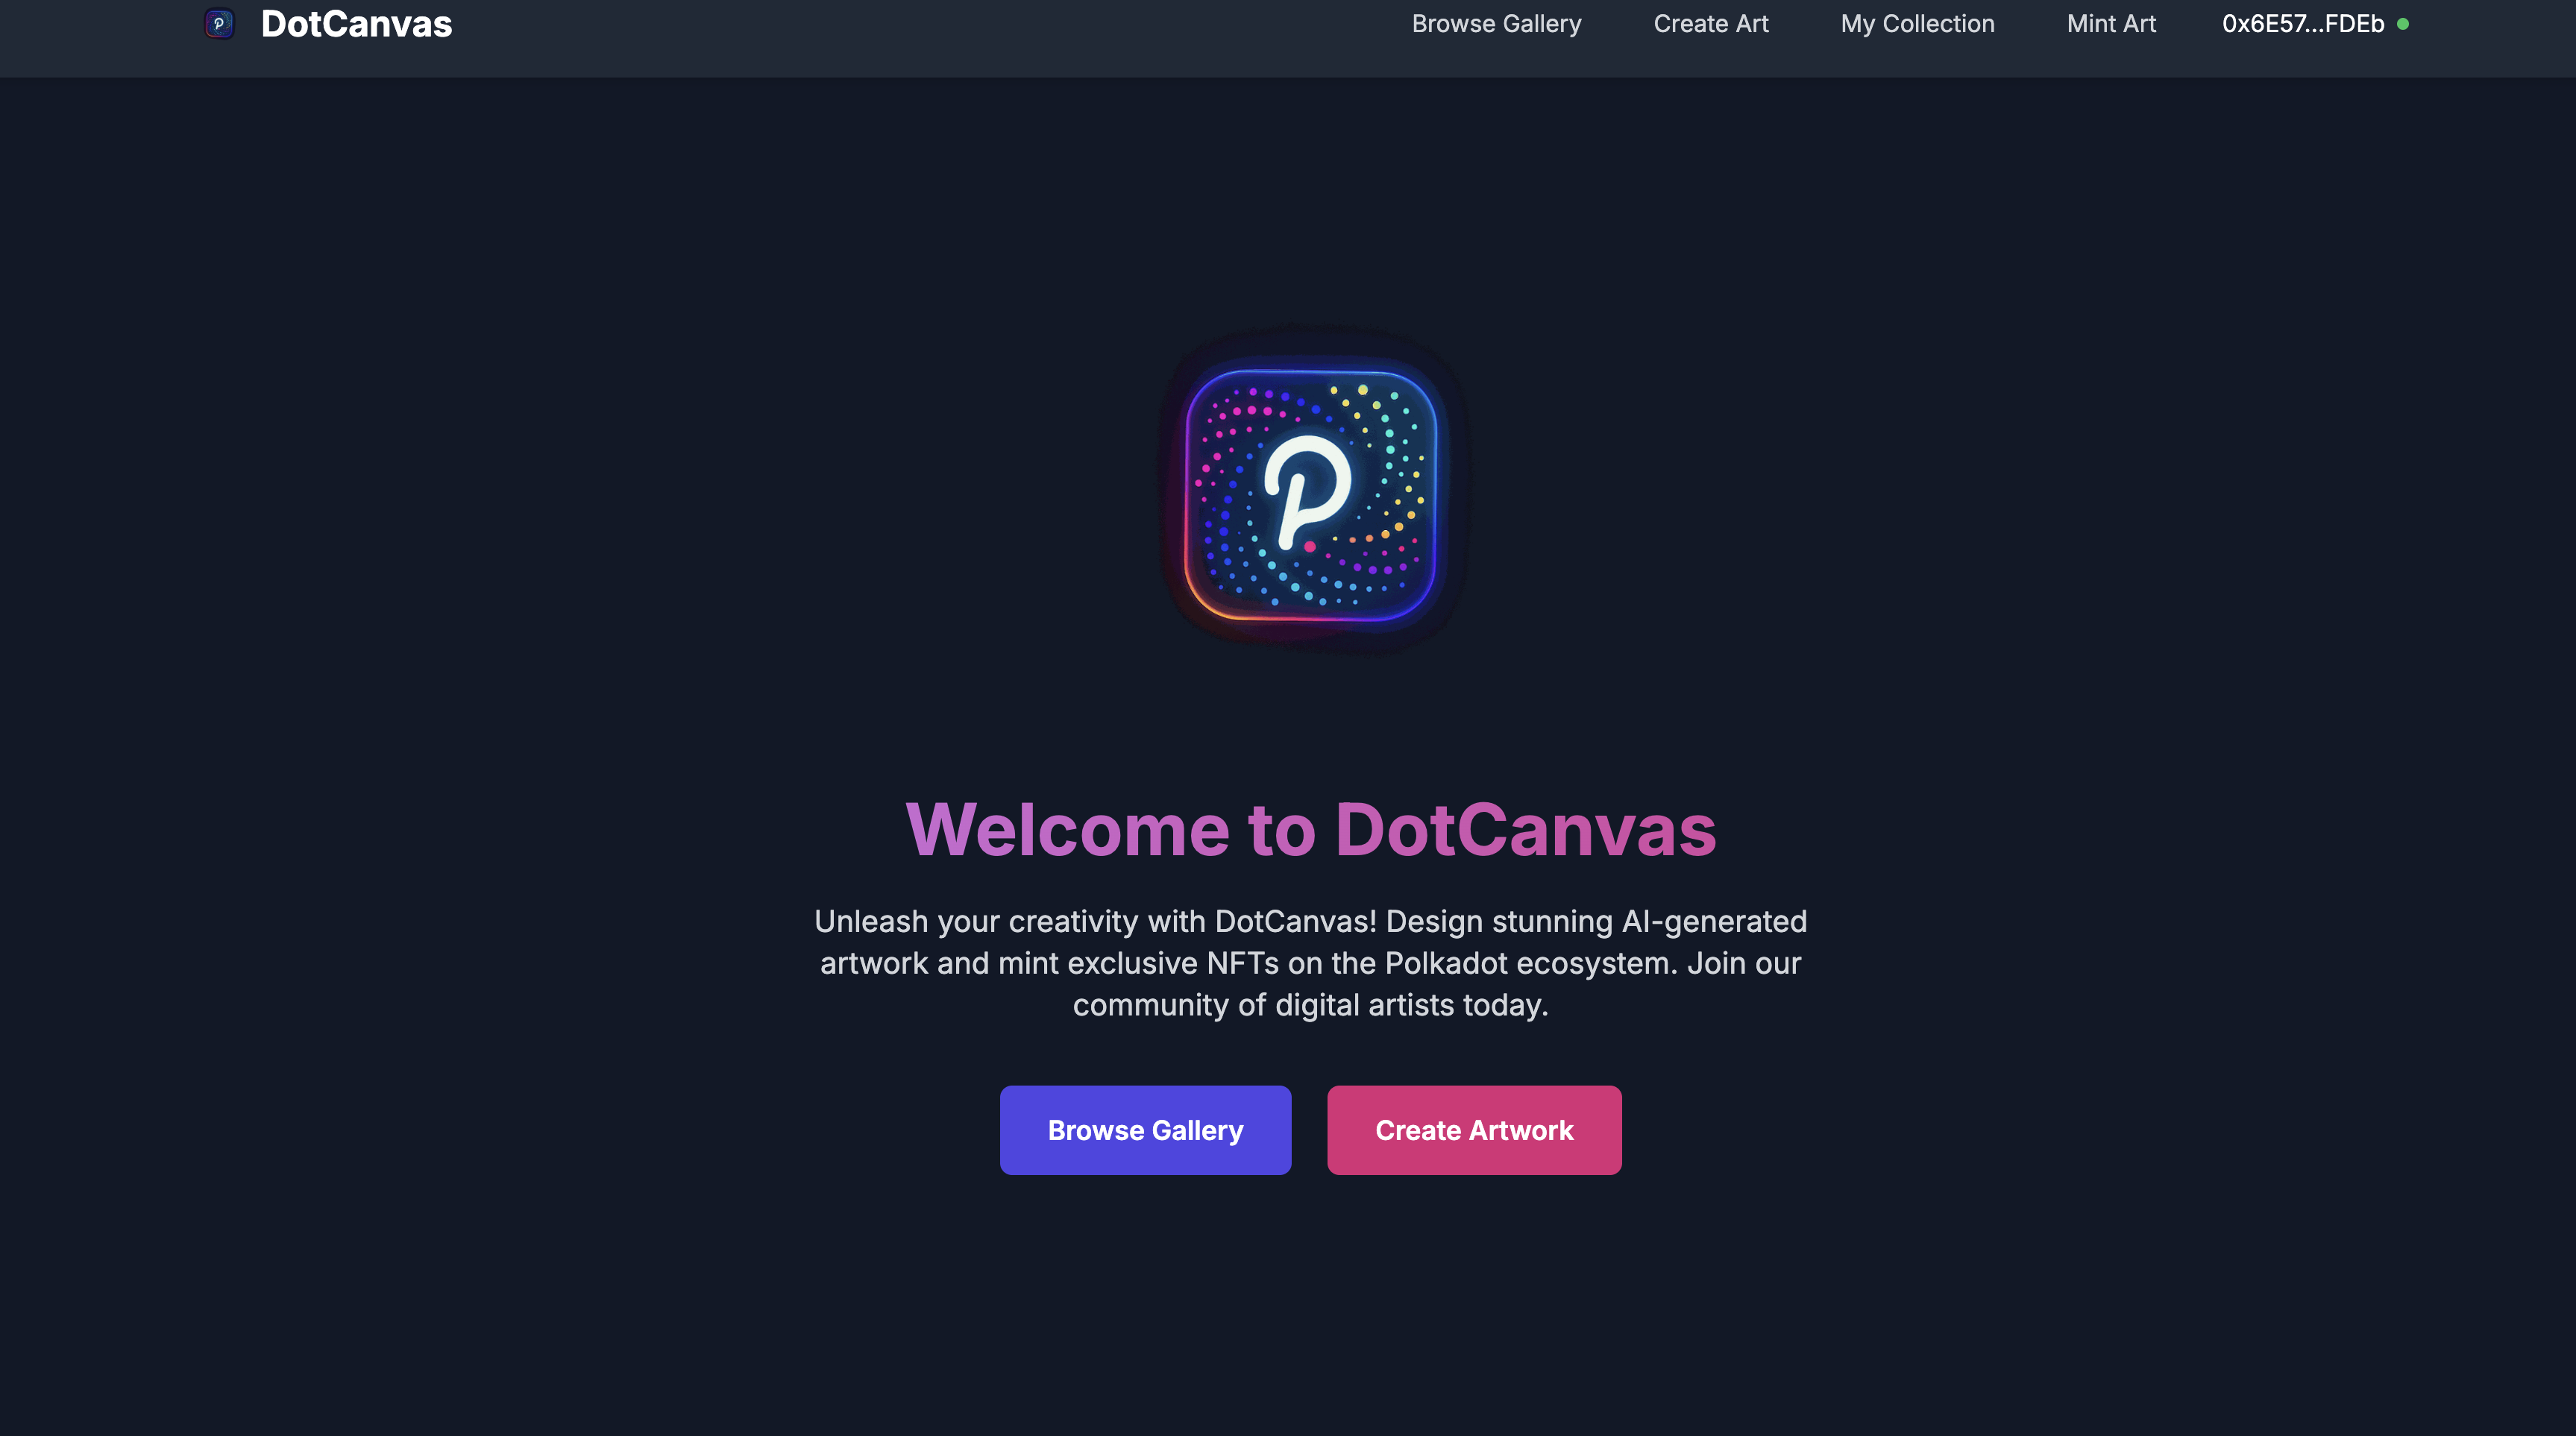 DotCanvas
Browse Gallery
Create Art
My Collection
Mint Art
0x6E57...FDEb
Welcome to DotCanvas
Unleash your creativity with DotCanvas! Design stunning AI-generated
artwork and mint exclusive NFTs on the Polkadot ecosystem. Join our
community of digital artists today.
Browse Gallery
Create Artwork